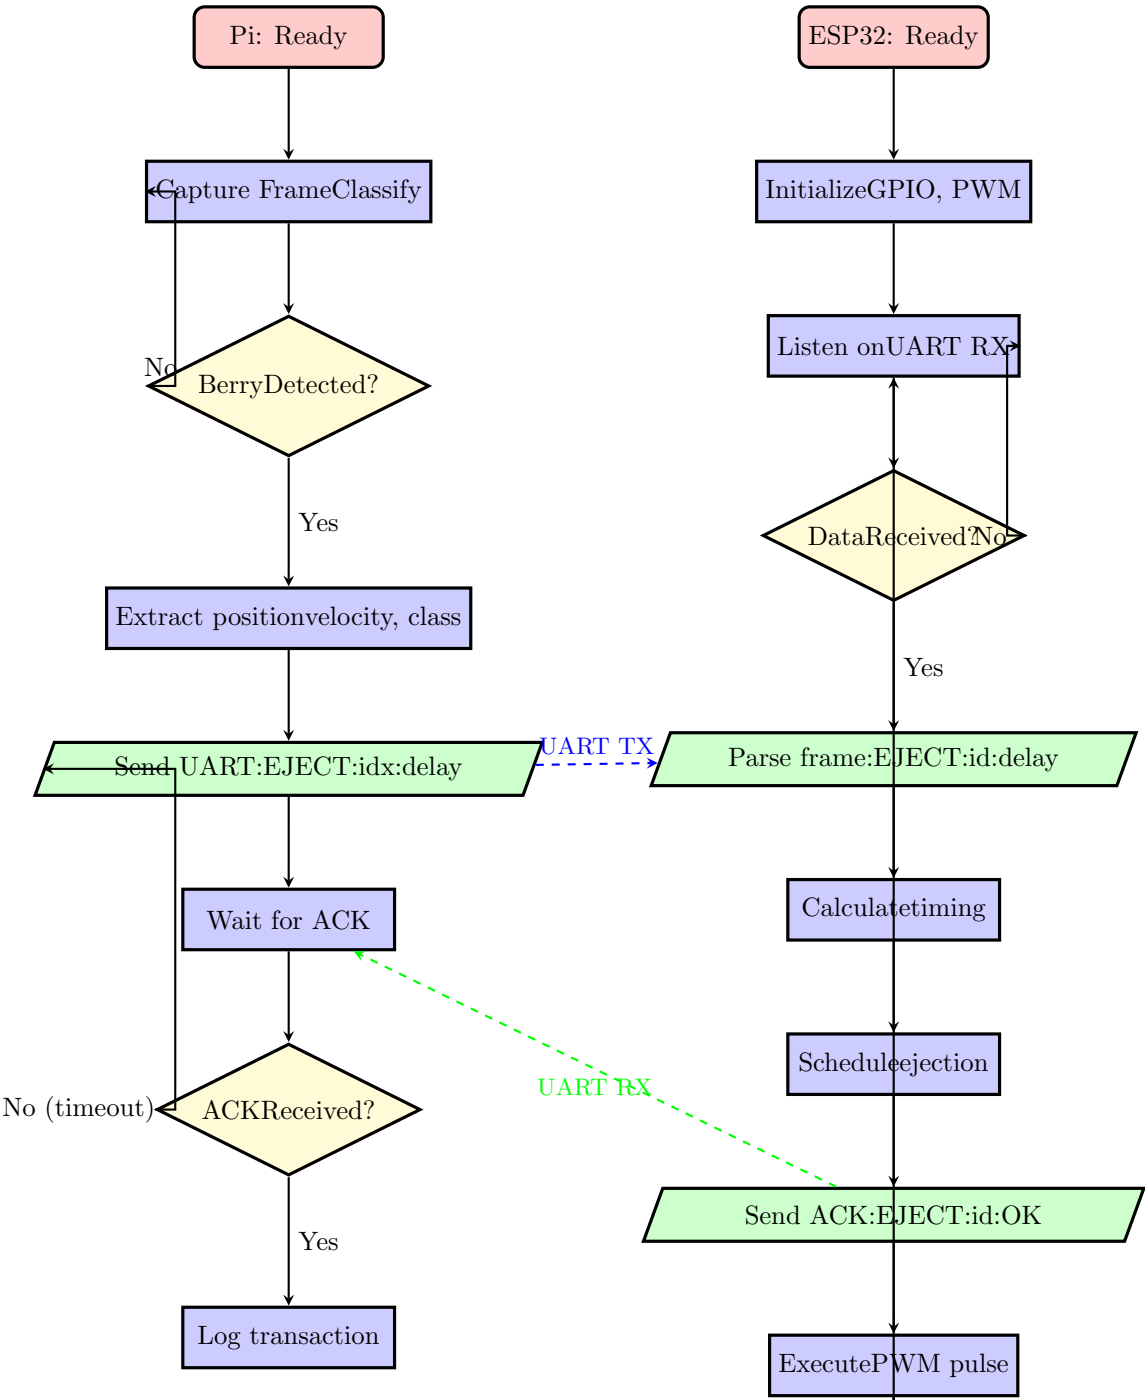 Pi: Ready
ESP32: Ready
Capture FrameClassify
InitializeGPIO, PWM
Listen onUART RX
No
BerryDetected?
DataReceived?
No
Yes
Extract positionvelocity, class
Yes
UART TX
Send UART:EJECT:idx:delay
Parse frame:EJECT:id:delay
Wait for ACK
Calculatetiming
Scheduleejection
UART RX
No (timeout)
ACKReceived?
Send ACK:EJECT:id:OK
Yes
Log transaction
ExecutePWM pulse